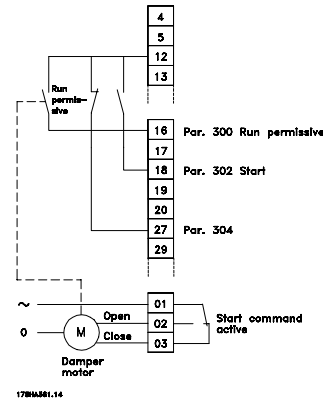 4
5
12
13
Run
permis-
sive
16 Par. 300 Run permissive
17
18 Par. 302 Start
19
20
27 Par. 304
29
~ 01
Open
0 M 02 Start command
active
Close 03
Damper
motor
175HA381.14